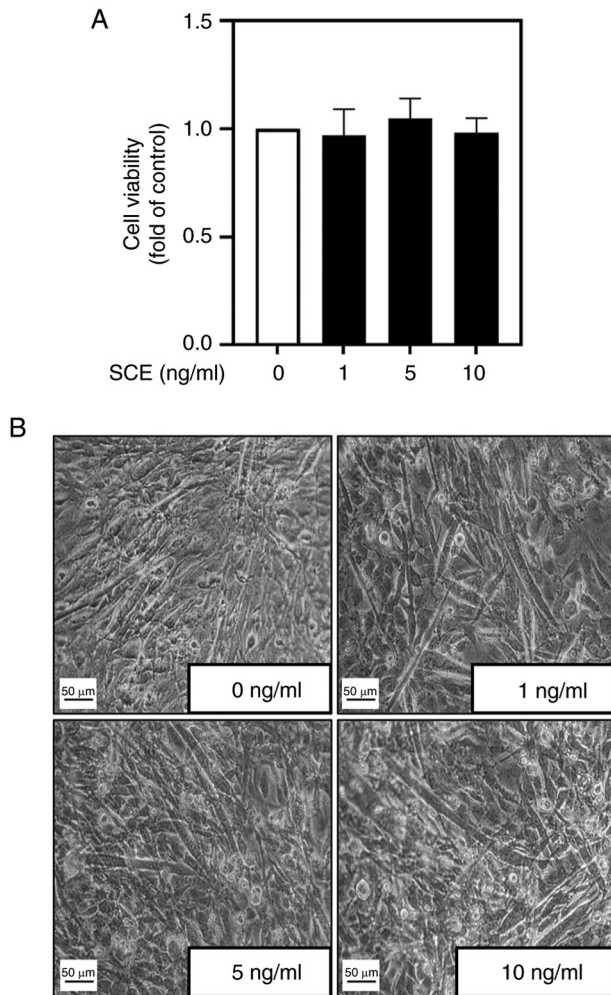 A
1.5
1.0
0.5
0.0
Cell viability
(fold of control)
SCE (ng/ml) 0 1 5 10
B
50 μm 0 ng/ml
50 μm 1 ng/ml
50 μm 5 ng/ml
50 μm 10 ng/ml